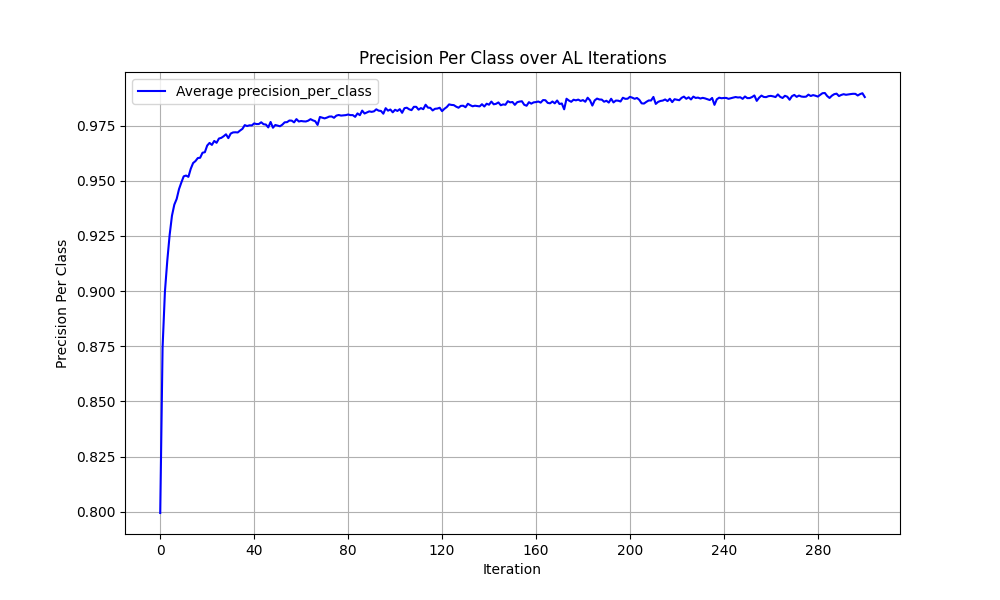 Precision Per Class over AL Iterations
Average precision_per_class
Precision Per Class
0.975
0.950
0.925
0.900
0.875
0.850
0.825
0.800
0 40 80 120 160 200 240 280
Iteration